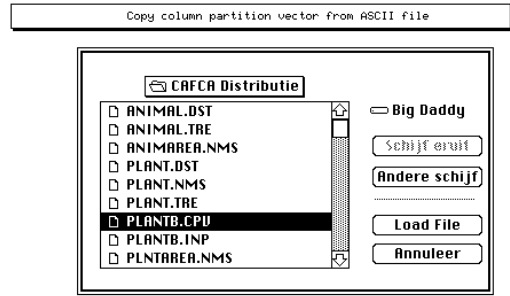 Copy column partition vector from ASCII file
CAFCA Distributie
ANIMAL.DST
ANIMAL.TRE
ANIMAREA.NMS
PLANT.DST
PLANT.NMS
PLANT.TRE
PLANTB.CPV
PLANTB.INP
PLNTAREA.NMS
Big Daddy
Schijf eruit
Andere schijf
Load File
Annuleer